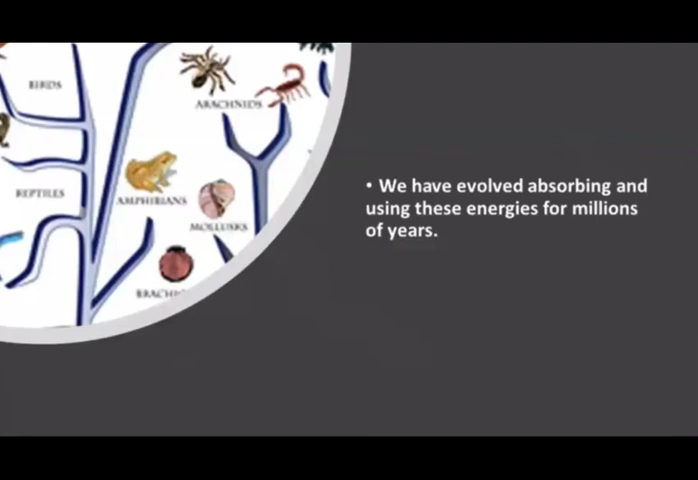 BIRDS
ARACHNIDS
• We have evolved absorbing and
using these energies for millions
of years.
REPTILES
AMPHIBIANS
MOLLUSKS